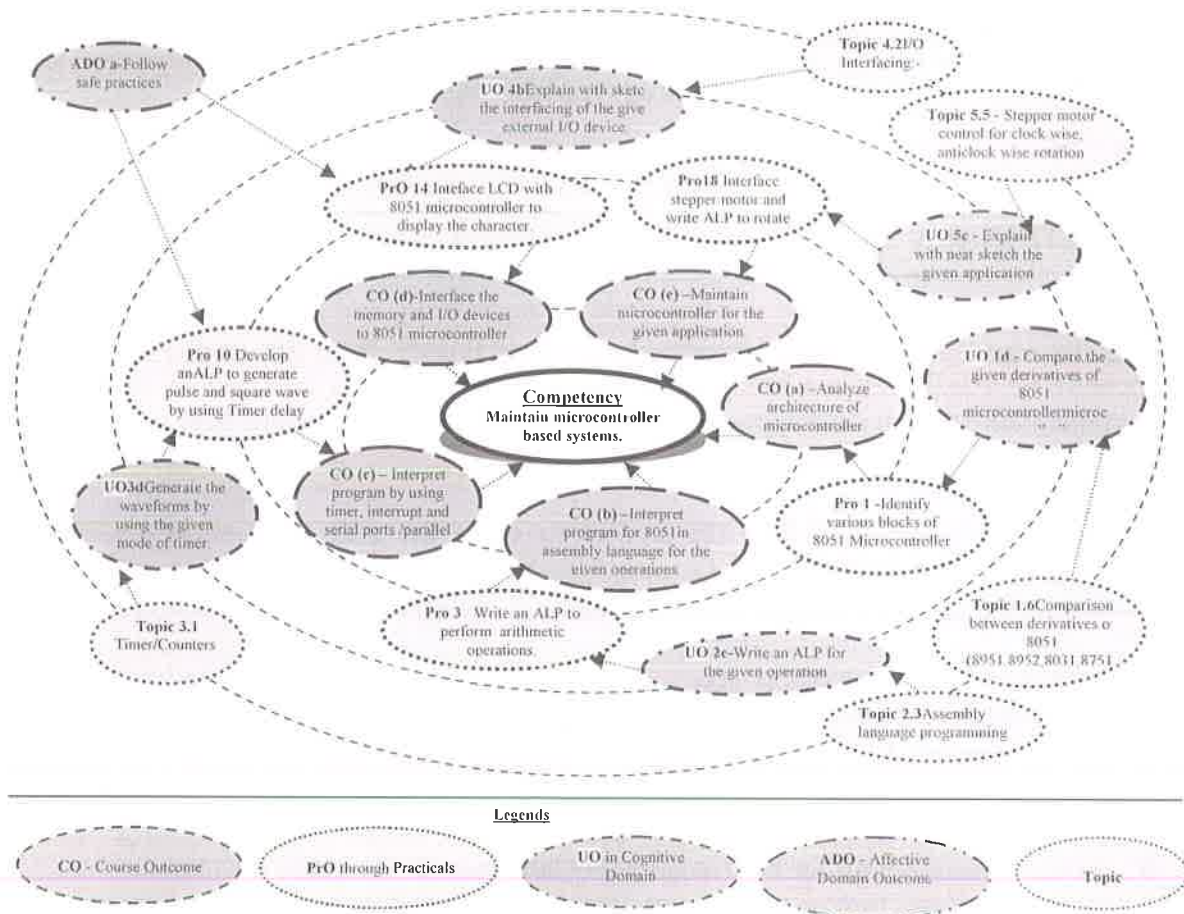 ADO a-Follow
safe practices
Topic 4.2I/O
Interfacing:-
UO 4bExplain with sketc
the interfacing of the give
external I/O device
Topic 5.5 - Stepper motor
control for clock wise,
anticlock wise rotation
PrO 14 Inteface LCD with
8051 microcontroller to
display the character.
Pro18 Interface
stepper motor and
write ALP to rotate
UO 5c - Explain
with neat sketch the
given application
CO (d)-Interface the
memory and I/O devices
to 8051 microcontroller
CO (e) –Maintain
microcontroller for the
given application
Pro 10 Develop
anALP to generate
pulse and square wave
by using Timer delay
UO 1d - Compare the
given derivatives of
8051
microcontrollermicroc
Competency
Maintain microcontroller
based systems.
CO (a) –Analyze
architecture of
microcontroller
UO3dGenerate the
waveforms by
using the given
mode of timer.
CO (c) – Interpret
program by using
timer, interrupt and
serial ports /parallel
CO (b) –Interpret
program for 8051in
assembly language for the
given operations
Pro 1 -Identify
various blocks of
8051 Microcontroller
Topic 3.1
Timer/Counters
Pro 3 Write an ALP to
perform arithmetic
operations.
UO 2c-Write an ALP for
the given operation
Topic 1.6Comparison
between derivatives o
8051
(8951,8952,8031,8751
Topic 2.3Assembly
language programming
Legends
CO - Course Outcome
PrO through Practicals
UO in Cognitive
Domain
ADO - Affective
Domain Outcome
Topic